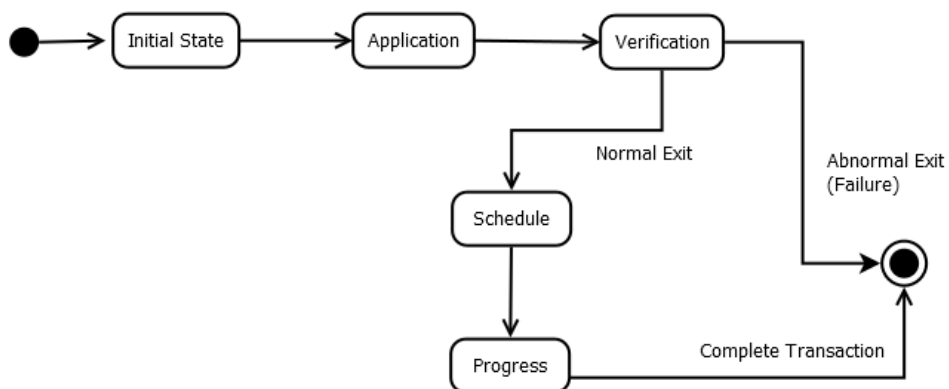 Initial State
Application
Verification
Normal Exit
Abnormal Exit
(Failure)
Schedule
Complete Transaction
Progress